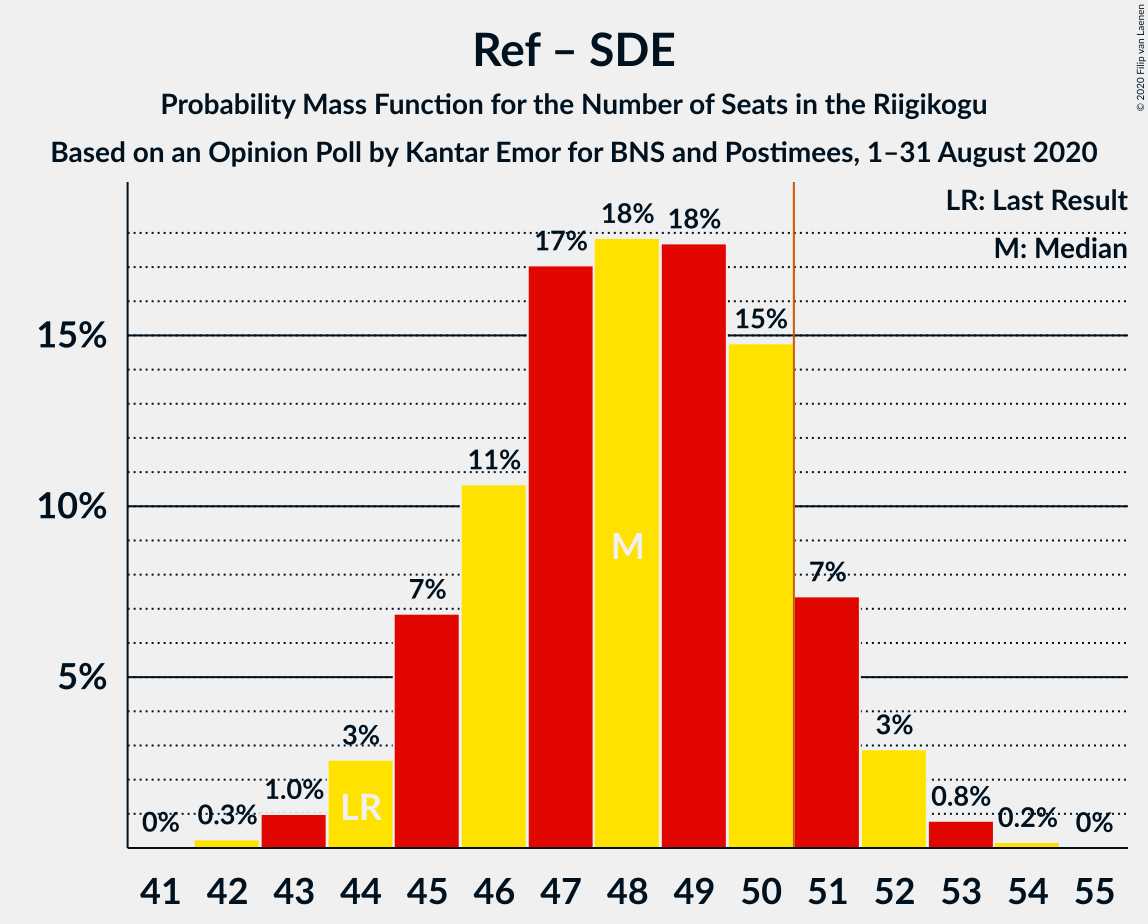 Ref – SDE
Probability Mass Function for the Number of Seats in the Riigikogu
Based on an Opinion Poll by Kantar Emor for BNS and Postimees, 1–31 August 2020
© 2020 Filip van Laenen
LR: Last Result
M: Median
15%
10%
5%
0%
0.3%
1.0%
3%
7%
11%
17%
18%
18%
15%
7%
3%
0.8%
0.2%
0%
LR
M
41 42 43 44 45 46 47 48 49 50 51 52 53 54 55